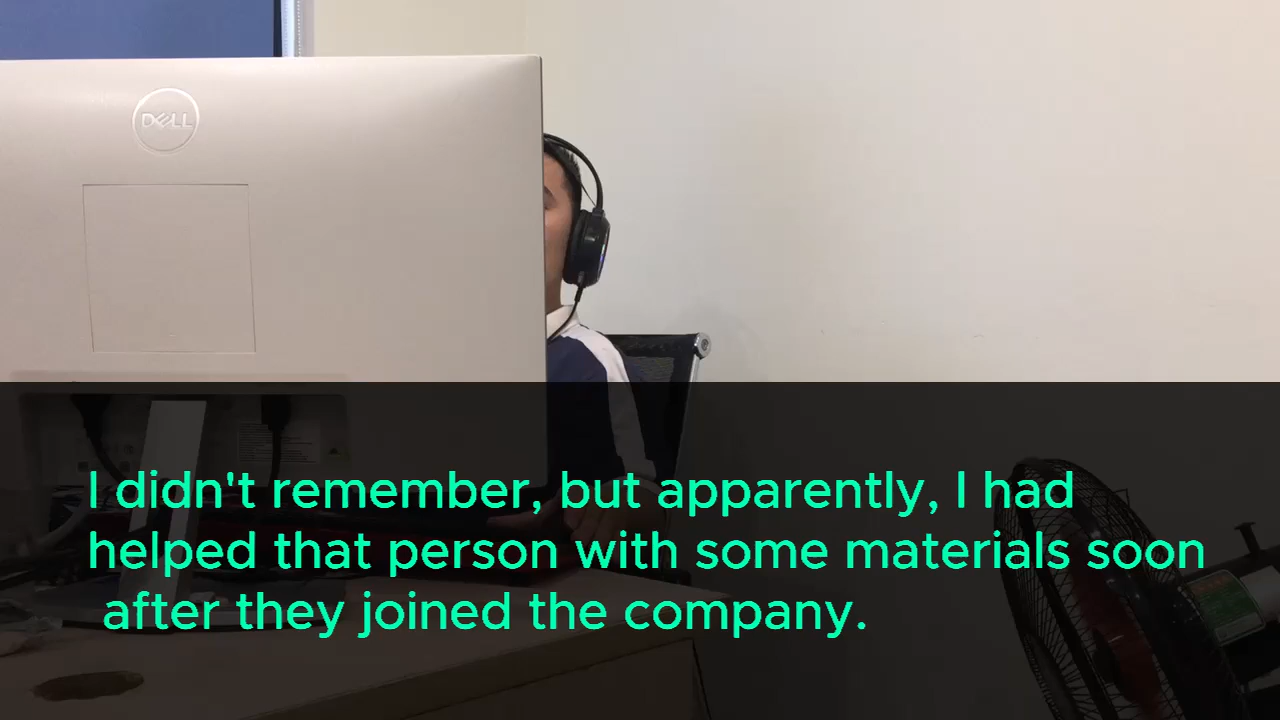 DELL
I didn't remember, but apparently, I had
helped that person with some materials soon
after they joined the company.